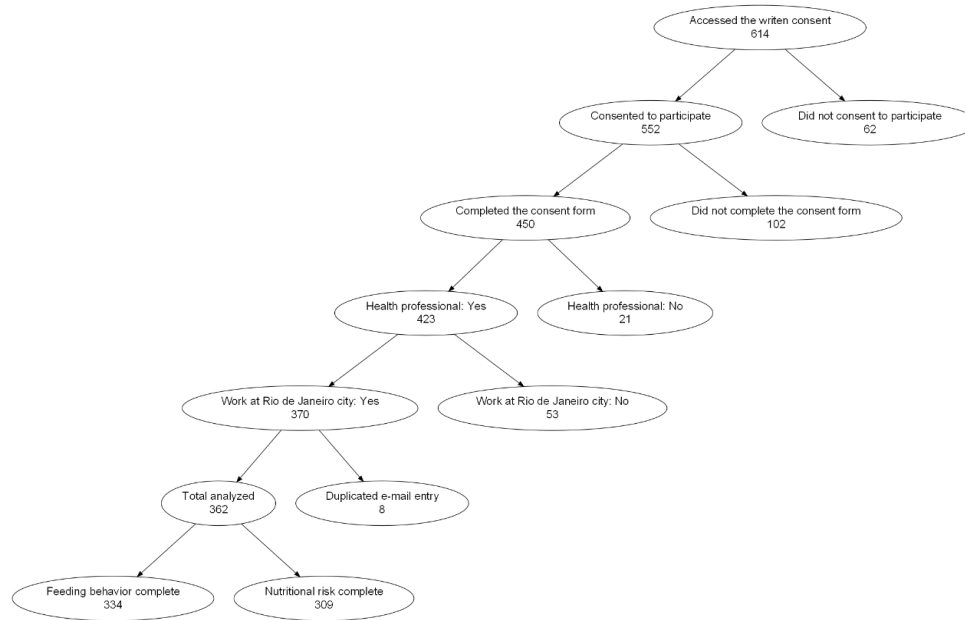 Accessed the writen consent
614
Consented to participate
552
Did not consent to participate
62
Completed the consent form
450
Did not complete the consent form
102
Health professional: Yes
423
Health professional: No
21
Work at Rio de Janeiro city: Yes
370
Work at Rio de Janeiro city: No
53
Total analyzed
362
Duplicated e-mail entry
8
Feeding behavior complete
334
Nutritional risk complete
309